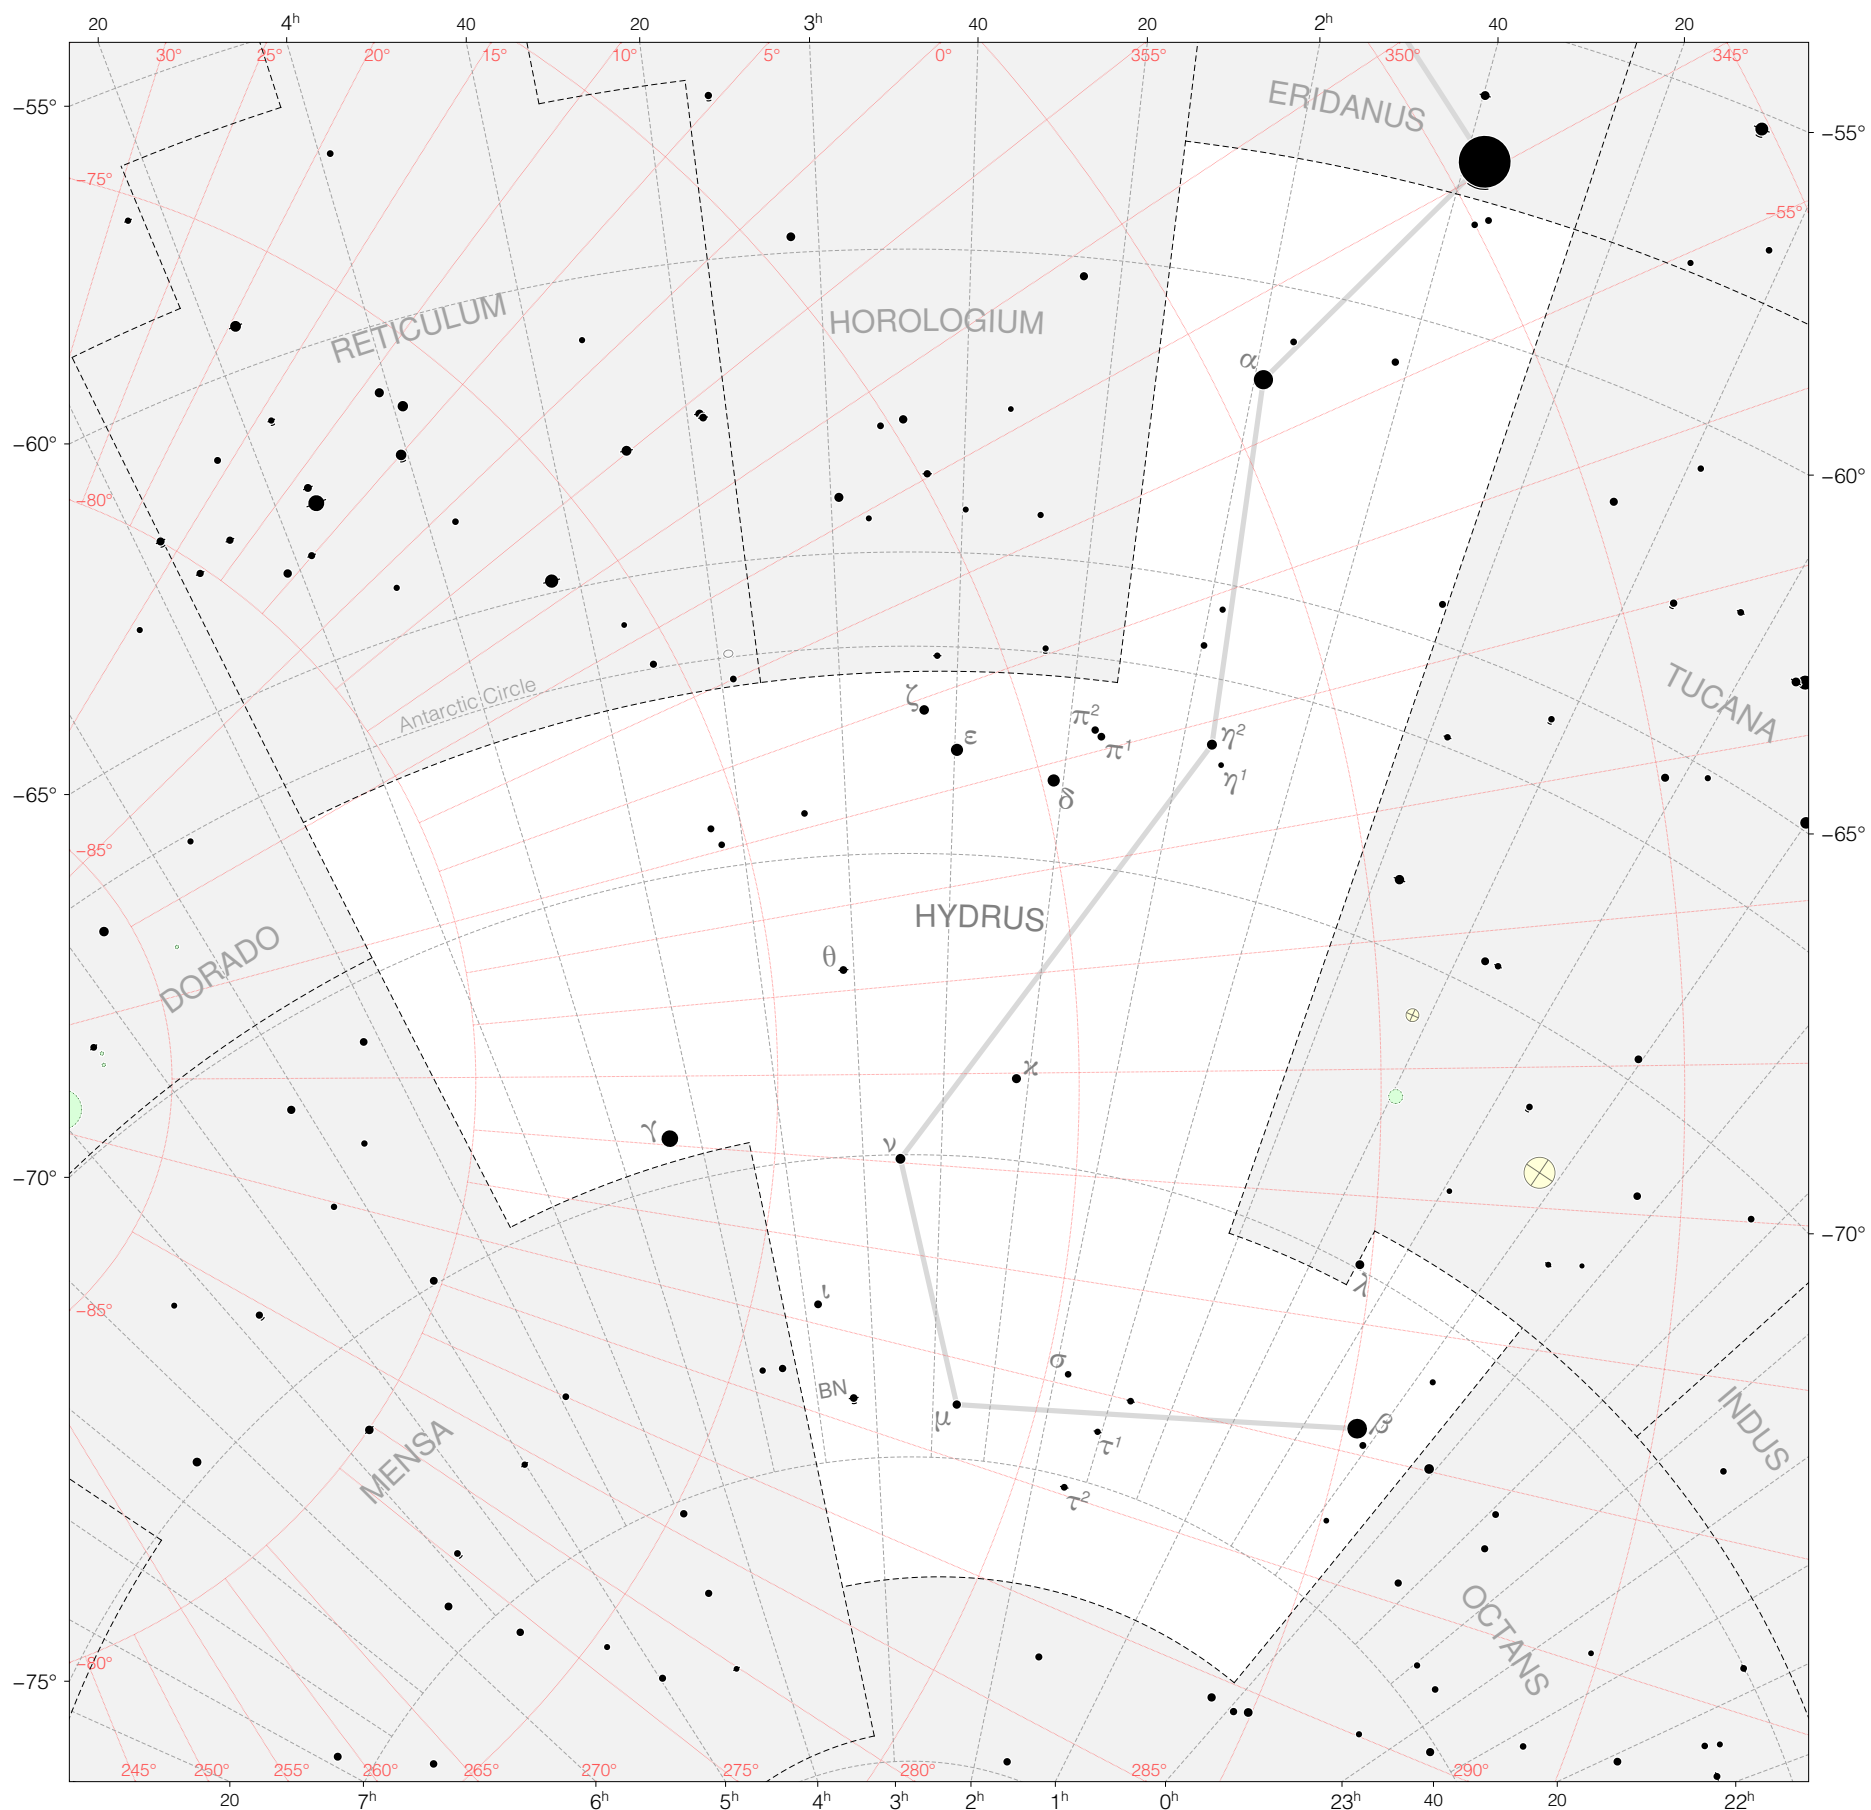 20 4ʰ 40 20 3ʰ 40 20 2ʰ 40 20
30° 25° 20° 15° 10° 5° 0° 355° 350° 345°
ERIDANUS
−55° −55°
−75° −55°
RETICULUM HOROLOGIUM
α
−60° −60°
−80°
Antarctic Circle
TUCANA
ζ ε π² π¹ η²
δ η¹
−65° −65°
−85°
HYDRUS
DORADO
θ
ϰ
γ ν
−70° −70°
−85°
ι λ
σ
BN μ β
τ¹
τ²
MENSA INDUS
OCTANS
−80°
−75° −75°
245° 250° 255° 260° 265° 270° 275° 280° 285° 290°
20 7ʰ 6ʰ 5ʰ 4ʰ 3ʰ 2ʰ 1ʰ 0ʰ 23ʰ 40 20 22ʰ